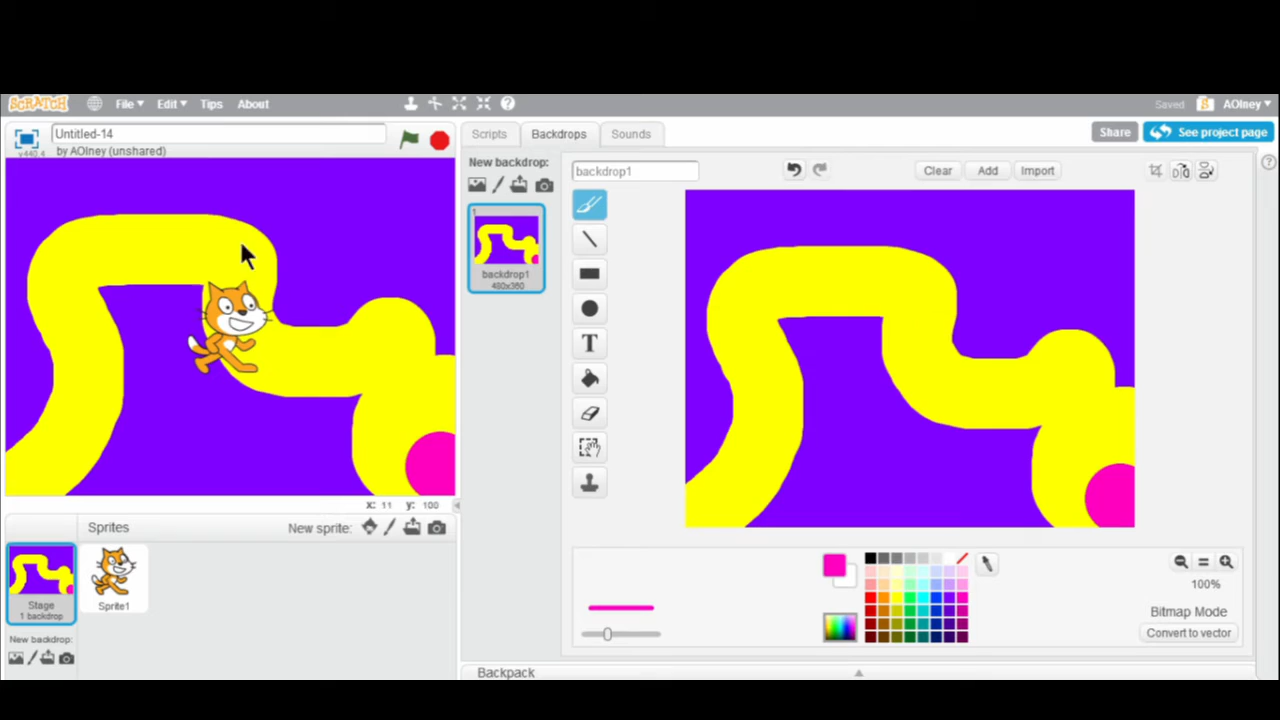 SCRATCH File Edit Tips About Saved AOlney
Untitled-14
by AOlney (unshared)
v440.4
Scripts Backdrops Sounds Share See project page
New backdrop:
backdrop1
Clear Add Import
T
backdrop1
480x360
x: 11 y: 100
Sprites New sprite:
Stage
1 backdrop
Sprite1
New backdrop:
100%
Bitmap Mode
Convert to vector
Backpack